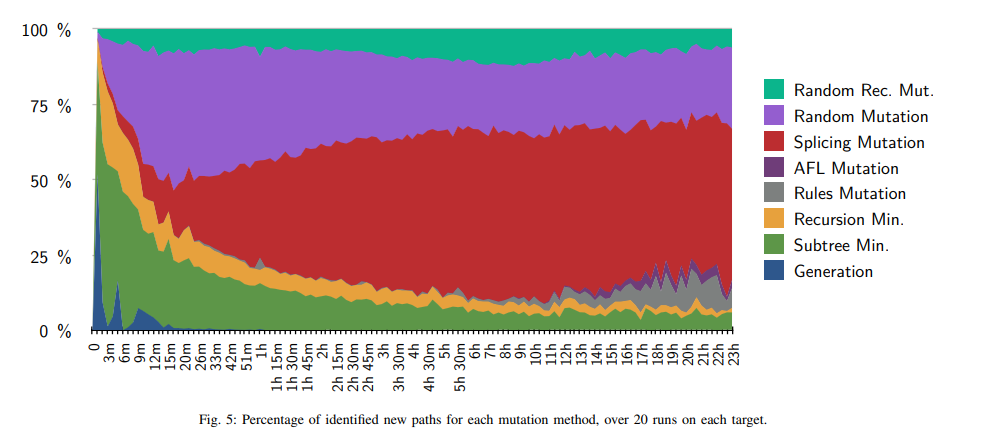 100 %
75 %
50 %
25 %
0 %
0
3m
6m
9m
12m
15m
20m
26m
33m
42m
51m
1h
1h 15m
1h 30m
1h 45m
2h
2h 15m
2h 30m
2h 45m
3h
3h 30m
4h
4h 30m
5h
5h 30m
6h
7h
8h
9h
10h
11h
12h
13h
14h
15h
16h
17h
18h
19h
20h
21h
22h
23h
Random Rec. Mut.
Random Mutation
Splicing Mutation
AFL Mutation
Rules Mutation
Recursion Min.
Subtree Min.
Generation
Fig. 5: Percentage of identified new paths for each mutation method, over 20 runs on each target.